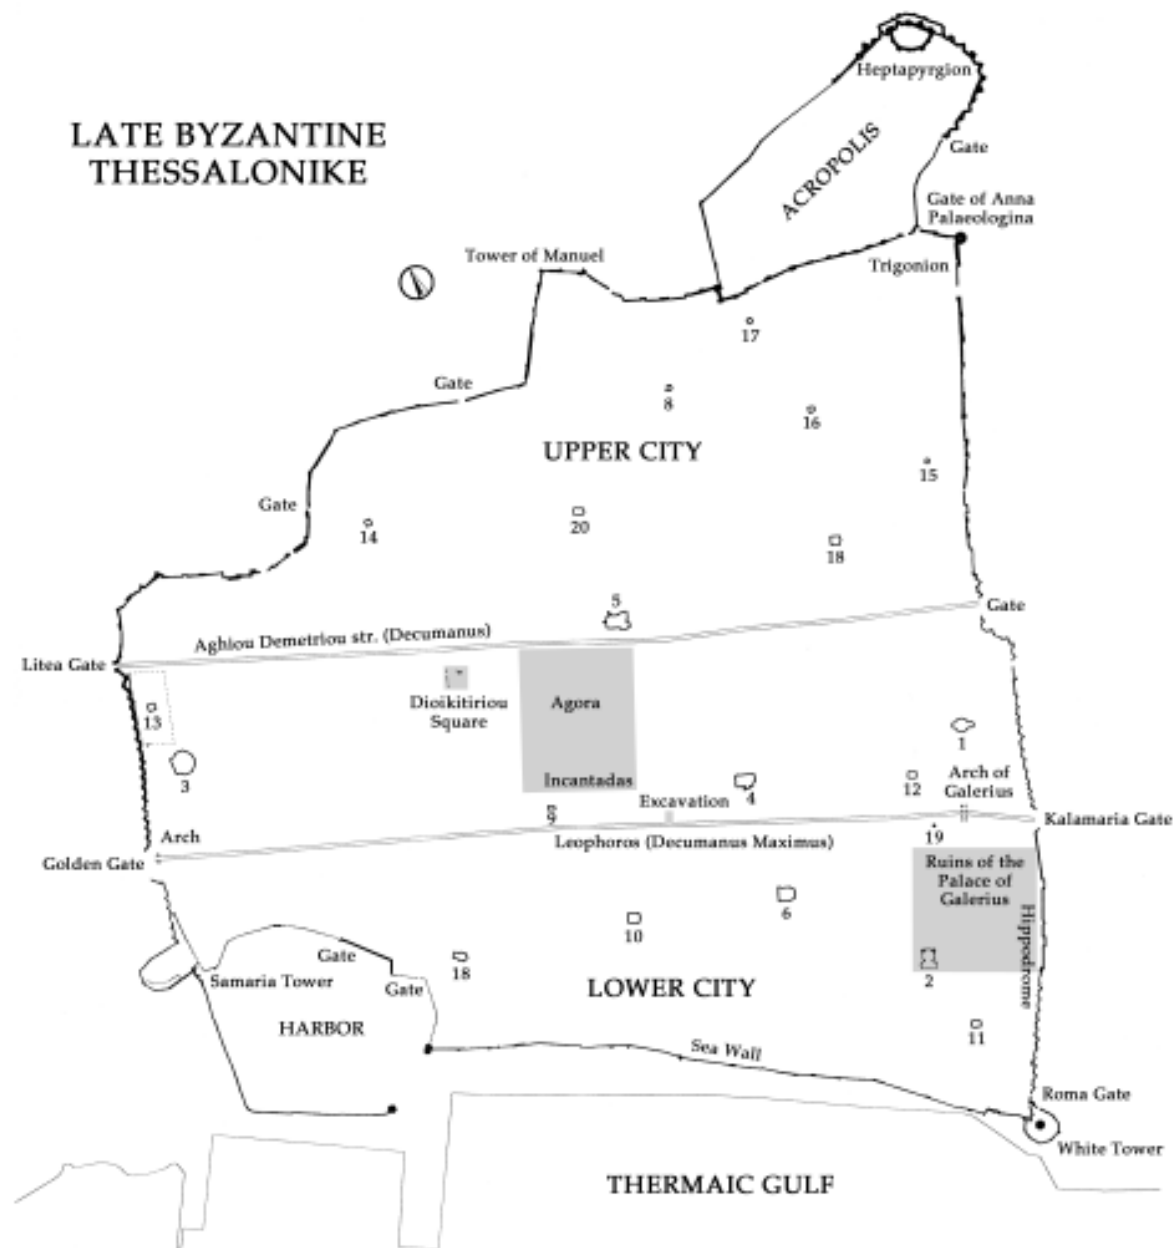 Heptapyrgion
LATE BYZANTINE
THESSALONIKE
ACROPOLIS
Gate
Gate of Anna
Palaeologina
Tower of Manuel
Trigonion
17
Gate
8
16
UPPER CITY
15
Gate
14
20
18
5
Gate
Aghiou Demetriou str. (Decumanus)
Litea Gate
Dioikitiriou
Square
Agora
13
1
3
Incantadas
4
12
Arch of
Galerius
Excavation
9
Arch
Leophoros (Decumanus Maximus)
19
Kalamaria Gate
Golden Gate
Ruins of the
Palace of
Galerius
6
10
Hippodrome
Gate
18
Samaria Tower
Gate
LOWER CITY
2
HARBOR
11
Sea Wall
Roma Gate
White Tower
THERMAIC GULF